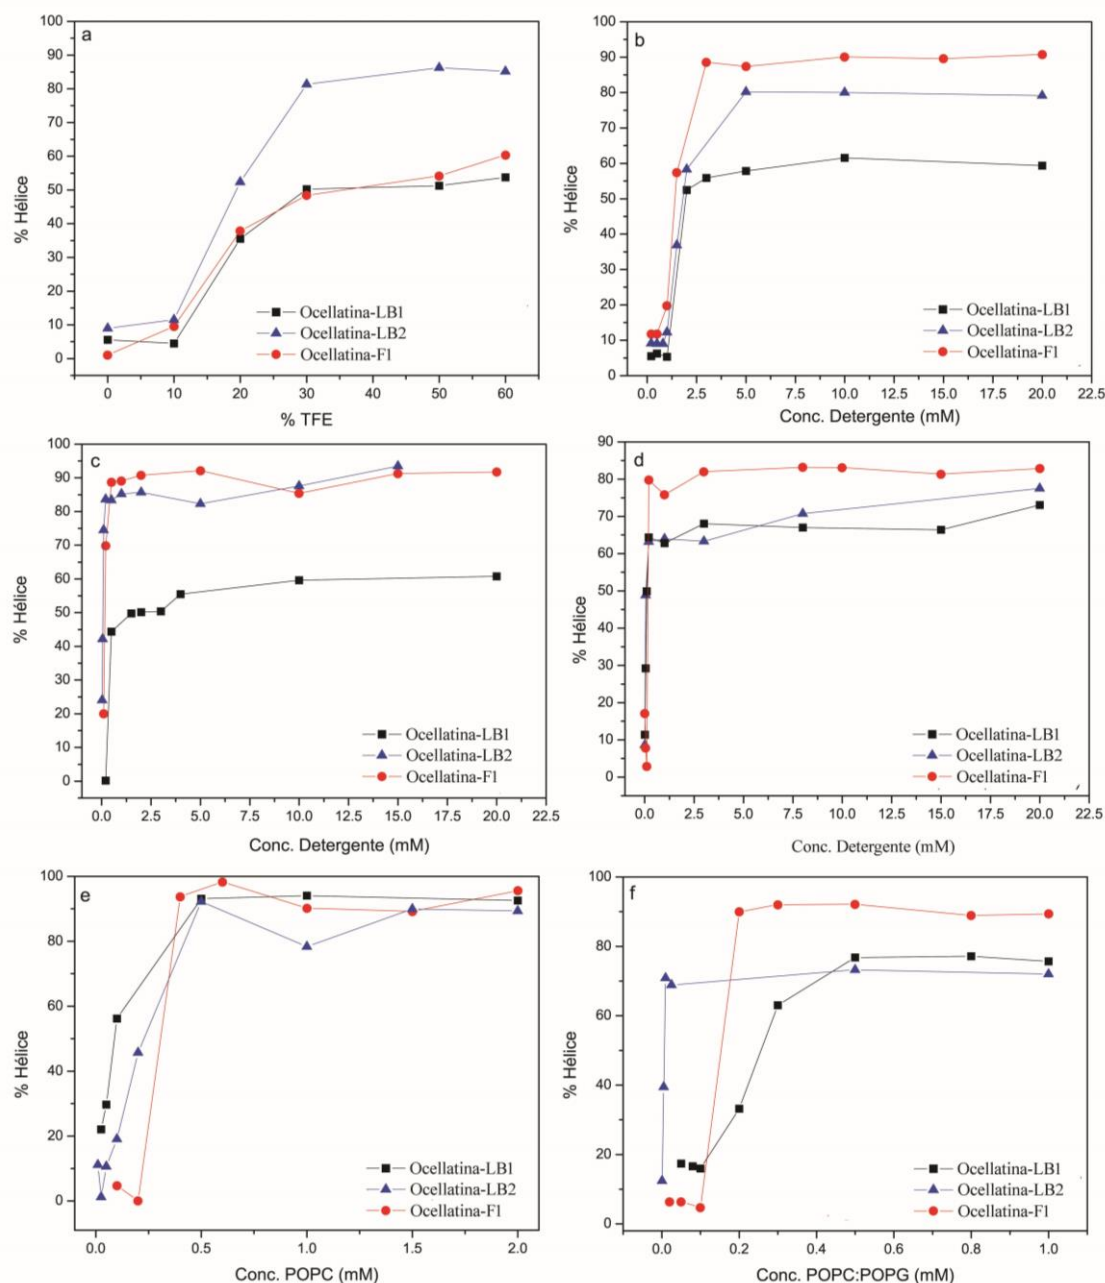 a
100
90
80
70
60
50
40
30
20
10
0
% Hélice
Ocellatina-LB1
Ocellatina-LB2
Ocellatina-F1
0 10 20 30 40 50 60
% TFE
b
100
90
80
70
60
50
40
30
20
10
0
% Hélice
Ocellatina-LB1
Ocellatina-LB2
Ocellatina-F1
0.0 2.5 5.0 7.5 10.0 12.5 15.0 17.5 20.0 22.5
Conc. Detergente (mM)
c
100
90
80
70
60
50
40
30
20
10
0
% Hélice
Ocellatina-LB1
Ocellatina-LB2
Ocellatina-F1
0.0 2.5 5.0 7.5 10.0 12.5 15.0 17.5 20.0 22.5
Conc. Detergente (mM)
d
90
80
70
60
50
40
30
20
10
0
% Hélice
Ocellatina-LB1
Ocellatina-LB2
Ocellatina-F1
0.0 2.5 5.0 7.5 10.0 12.5 15.0 17.5 20.0 22.5
Conc. Detergente (mM)
e
100
80
60
40
20
0
% Hélice
Ocellatina-LB1
Ocellatina-LB2
Ocellatina-F1
0.0 0.5 1.0 1.5 2.0
Conc. POPC (mM)
f
100
80
60
40
20
0
% Hélice
Ocellatina-LB1
Ocellatina-LB2
Ocellatina-F1
0.0 0.2 0.4 0.6 0.8 1.0
Conc. POPC:POPG (mM)